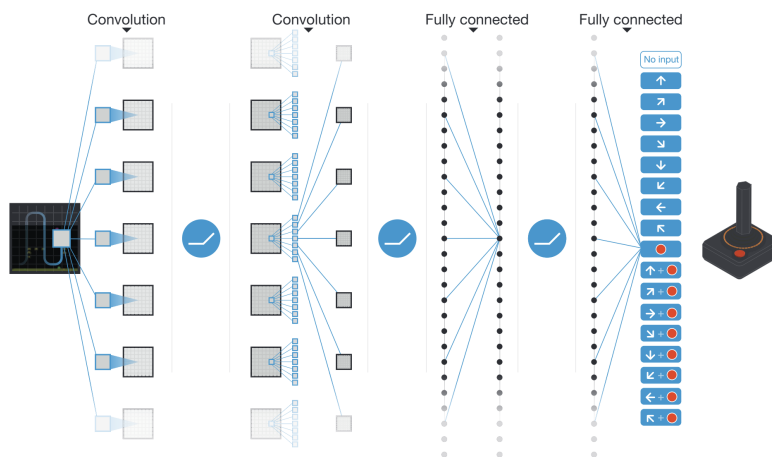 Convolution
Convolution
Fully connected
Fully connected
No input
+
+
+
+
+
+
+
+